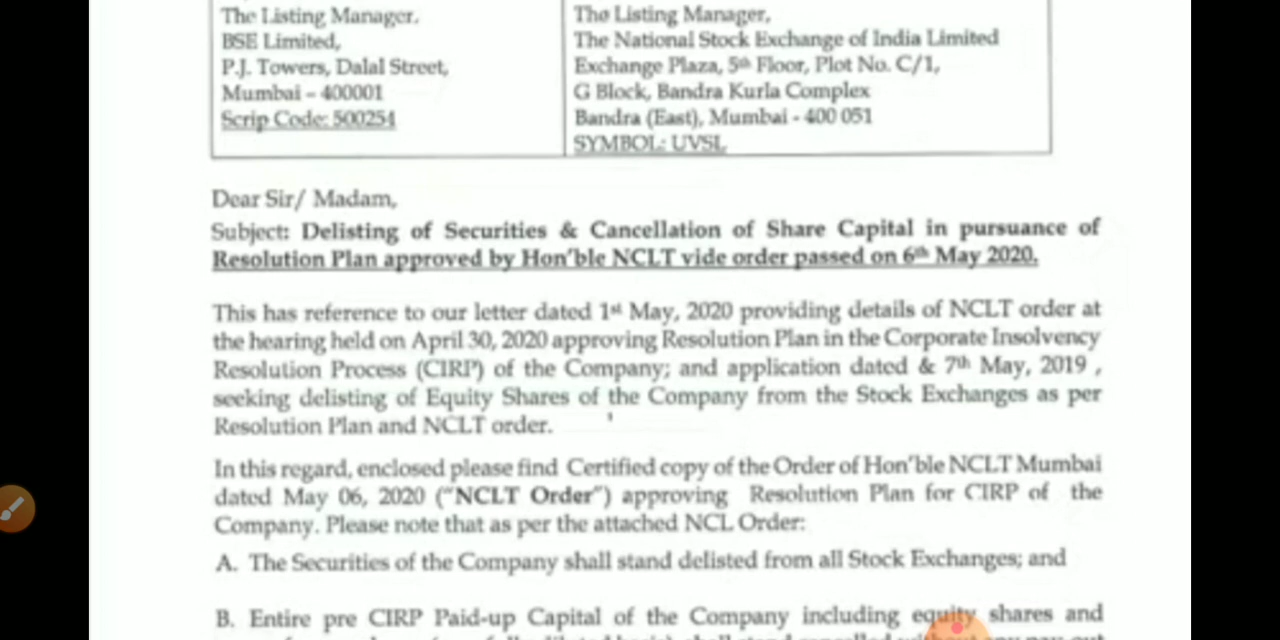 The Listing Manager.
BSE Limited,
P.J. Towers, Dalal Street,
Mumbai – 400001
Scrip Code: 500254
The Listing Manager,
The National Stock Exchange of India Limited
Exchange Plaza, 5th Floor, Plot No. C/1,
G Block, Bandra Kurla Complex
Bandra (East), Mumbai - 400 051
SYMBOL: UVSL
Dear Sir/ Madam,
Subject: Delisting of Securities & Cancellation of Share Capital in pursuance of
Resolution Plan approved by Hon'ble NCLT vide order passed on 6th May 2020.
This has reference to our letter dated 1st May, 2020 providing details of NCLT order at
the hearing held on April 30, 2020 approving Resolution Plan in the Corporate Insolvency
Resolution Process (CIRP) of the Company; and application dated & 7th May, 2019 ,
seeking delisting of Equity Shares of the Company from the Stock Exchanges as per
Resolution Plan and NCLT order.
In this regard, enclosed please find Certified copy of the Order of Hon'ble NCLT Mumbai
dated May 06, 2020 ("NCLT Order") approving Resolution Plan for CIRP of the
Company. Please note that as per the attached NCL Order:
A. The Securities of the Company shall stand delisted from all Stock Exchanges; and
B. Entire pre CIRP Paid-up Capital of the Company including equity shares and